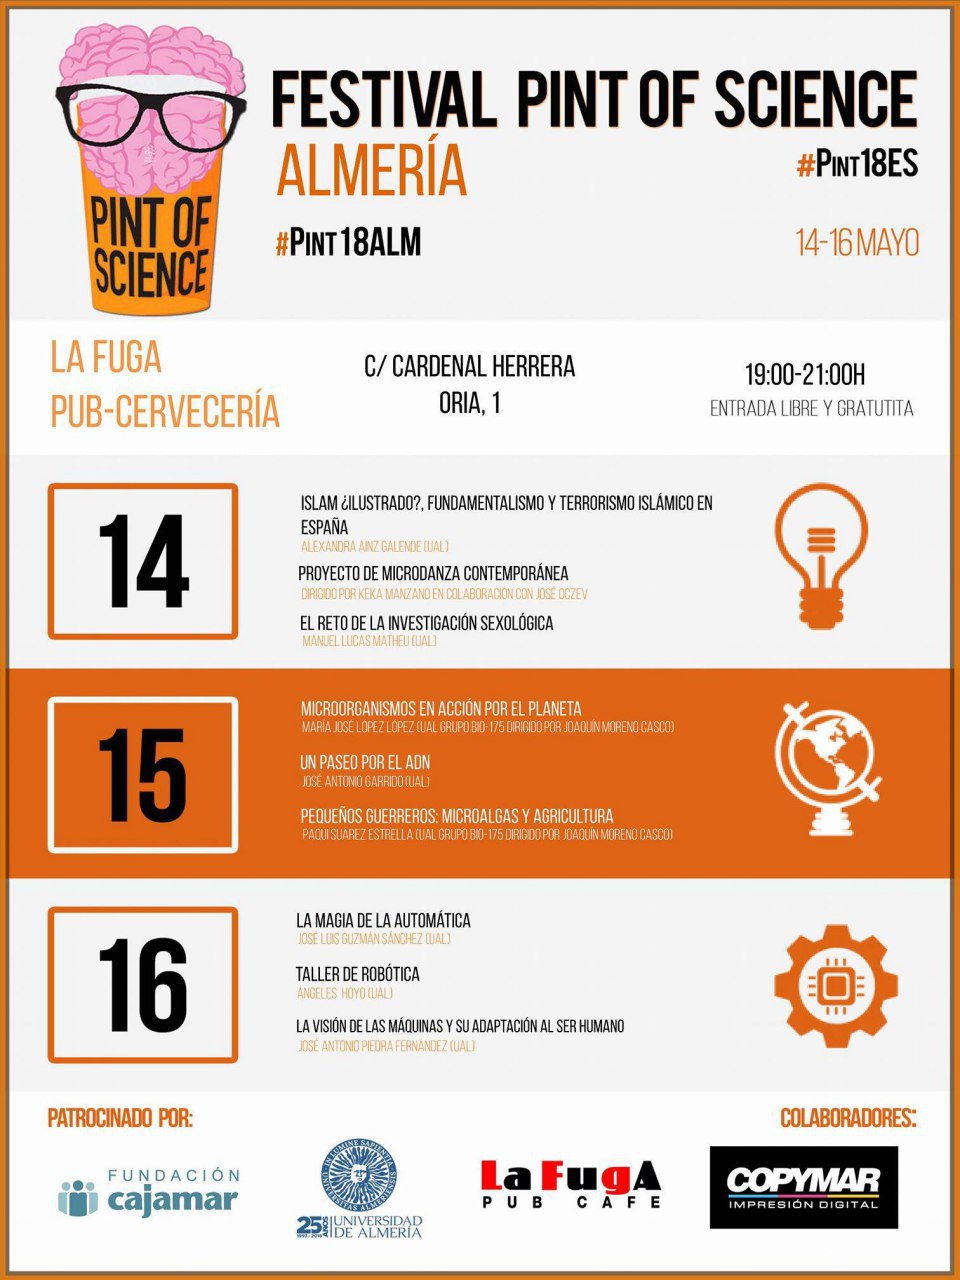 FESTIVAL PINT OF SCIENCE
ALMERÍA
#PINT18ES
#PINT18ALM
14-16 MAYO
PINT OF
SCIENCE
LA FUGA
PUB-CERVECERÍA
C/ CARDENAL HERRERA
ORIA, 1
19:00-21:00H
ENTRADA LIBRE Y GRATUTITA
14
ISLAM ¿ILUSTRADO?, FUNDAMENTALISMO Y TERRORISMO ISLÁMICO EN
ESPAÑA
ALEXANDRA AINZ GALENDE (UAL)
PROYECTO DE MICRODANZA CONTEMPORÁNEA
DIRIGIDO POR KEKA MANZANO EN COLABORACIÓN CON JOSÉ OCZEV
EL RETO DE LA INVESTIGACIÓN SEXOLÓGICA
MANUEL LUCAS MATHEU (UAL)
15
MICROORGANISMOS EN ACCIÓN POR EL PLANETA
MARÍA JOSÉ LÓPEZ LÓPEZ (UAL GRUPO BIO-175 DIRIGIDO POR JOAQUÍN MORENO CASCO)
UN PASEO POR EL ADN
JOSÉ ANTONIO GARRIDO (UAL)
PEQUEÑOS GUERREROS: MICROALGAS Y AGRICULTURA
PAQUI SUÁREZ ESTRELLA (UAL GRUPO BIO-175 DIRIGIDO POR JOAQUÍN MORENO CASCO)
16
LA MAGIA DE LA AUTOMÁTICA
JOSÉ LUIS GUZMÁN SÁNCHEZ (UAL)
TALLER DE ROBÓTICA
ÁNGELES HOYO (UAL)
LA VISIÓN DE LAS MÁQUINAS Y SU ADAPTACIÓN AL SER HUMANO
JOSÉ ANTONIO PIEDRA FERNÁNDEZ (UAL)
PATROCINADO POR:
COLABORADORES:
FUNDACIÓN
cajamar
IN LUMINE SAPIENTIA
UNIVERSITAS ALMERIENSIS
25 AÑOS
1993-2018
UNIVERSIDAD
DE ALMERÍA
La FugA
PUB CAFE
COPYMAR
IMPRESIÓN DIGITAL